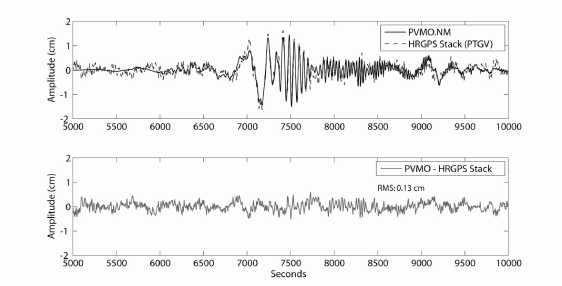 2
1
0
-1
-2
Amplitude (cm)
PVMO.NM
HRGPS Stack (PTGV)
5000 5500 6000 6500 7000 7500 8000 8500 9000 9500 10000
2
1
0
-1
-2
Amplitude (cm)
PVMO - HRGPS Stack
RMS: 0.13 cm
5000 5500 6000 6500 7000 7500 8000 8500 9000 9500 10000
Seconds